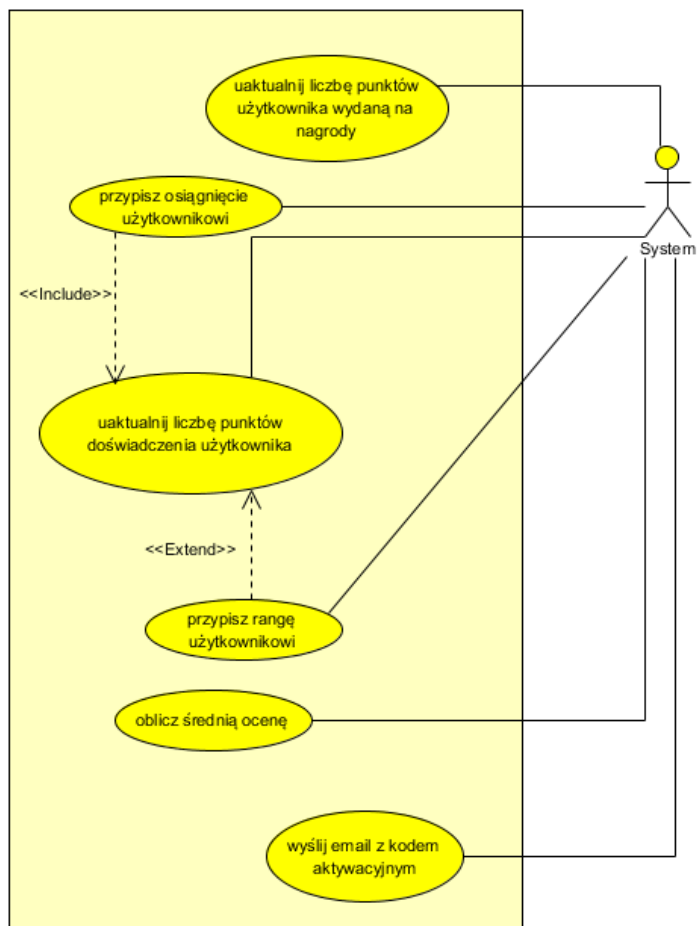 uaktualnij liczbę punktów
użytkownika wydaną na
nagrody
przypisz osiągnięcie
użytkownikowi
System
<<Include>>
uaktualnij liczbę punktów
doświadczenia użytkownika
<<Extend>>
przypisz rangę
użytkownikowi
oblicz średnią ocenę
wyślij email z kodem
aktywacyjnym